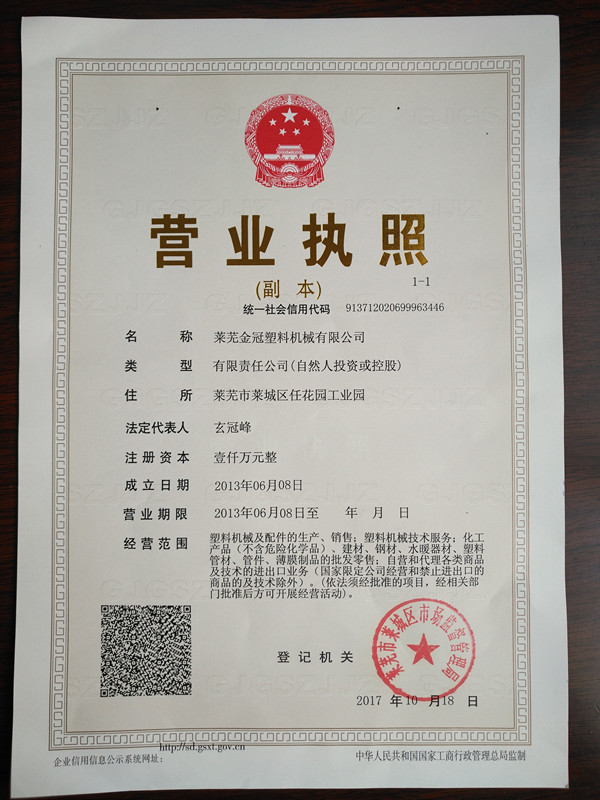 营业执照
(副 本)
1-1
统一社会信用代码 913712020699963446
名 称 莱芜金冠塑料机械有限公司
类 型 有限责任公司(自然人投资或控股)
住 所 莱芜市莱城区任花园工业园
法定代表人 玄冠峰
注册资本 壹仟万元整
成立日期 2013年06月08日
营业期限 2013年06月08日至 年 月 日
经营范围 塑料机械及配件的生产、销售；塑料机械技术服务；化工
产品（不含危险化学品）、建材、钢材、水暖器材、塑料
管材、管件、薄膜制品的批发零售；自营和代理各类商品
及技术的进出口业务（国家限定公司经营和禁止进出口的
商品的及技术除外）。(依法须经批准的项目，经相关部
门批准后方可开展经营活动)。
登记机关
莱芜市莱城区市场监督管理局
2017 年 10 月 18 日
http://sd.gsxt.gov.cn
企业信用信息公示系统网址：
中华人民共和国国家工商行政管理总局监制